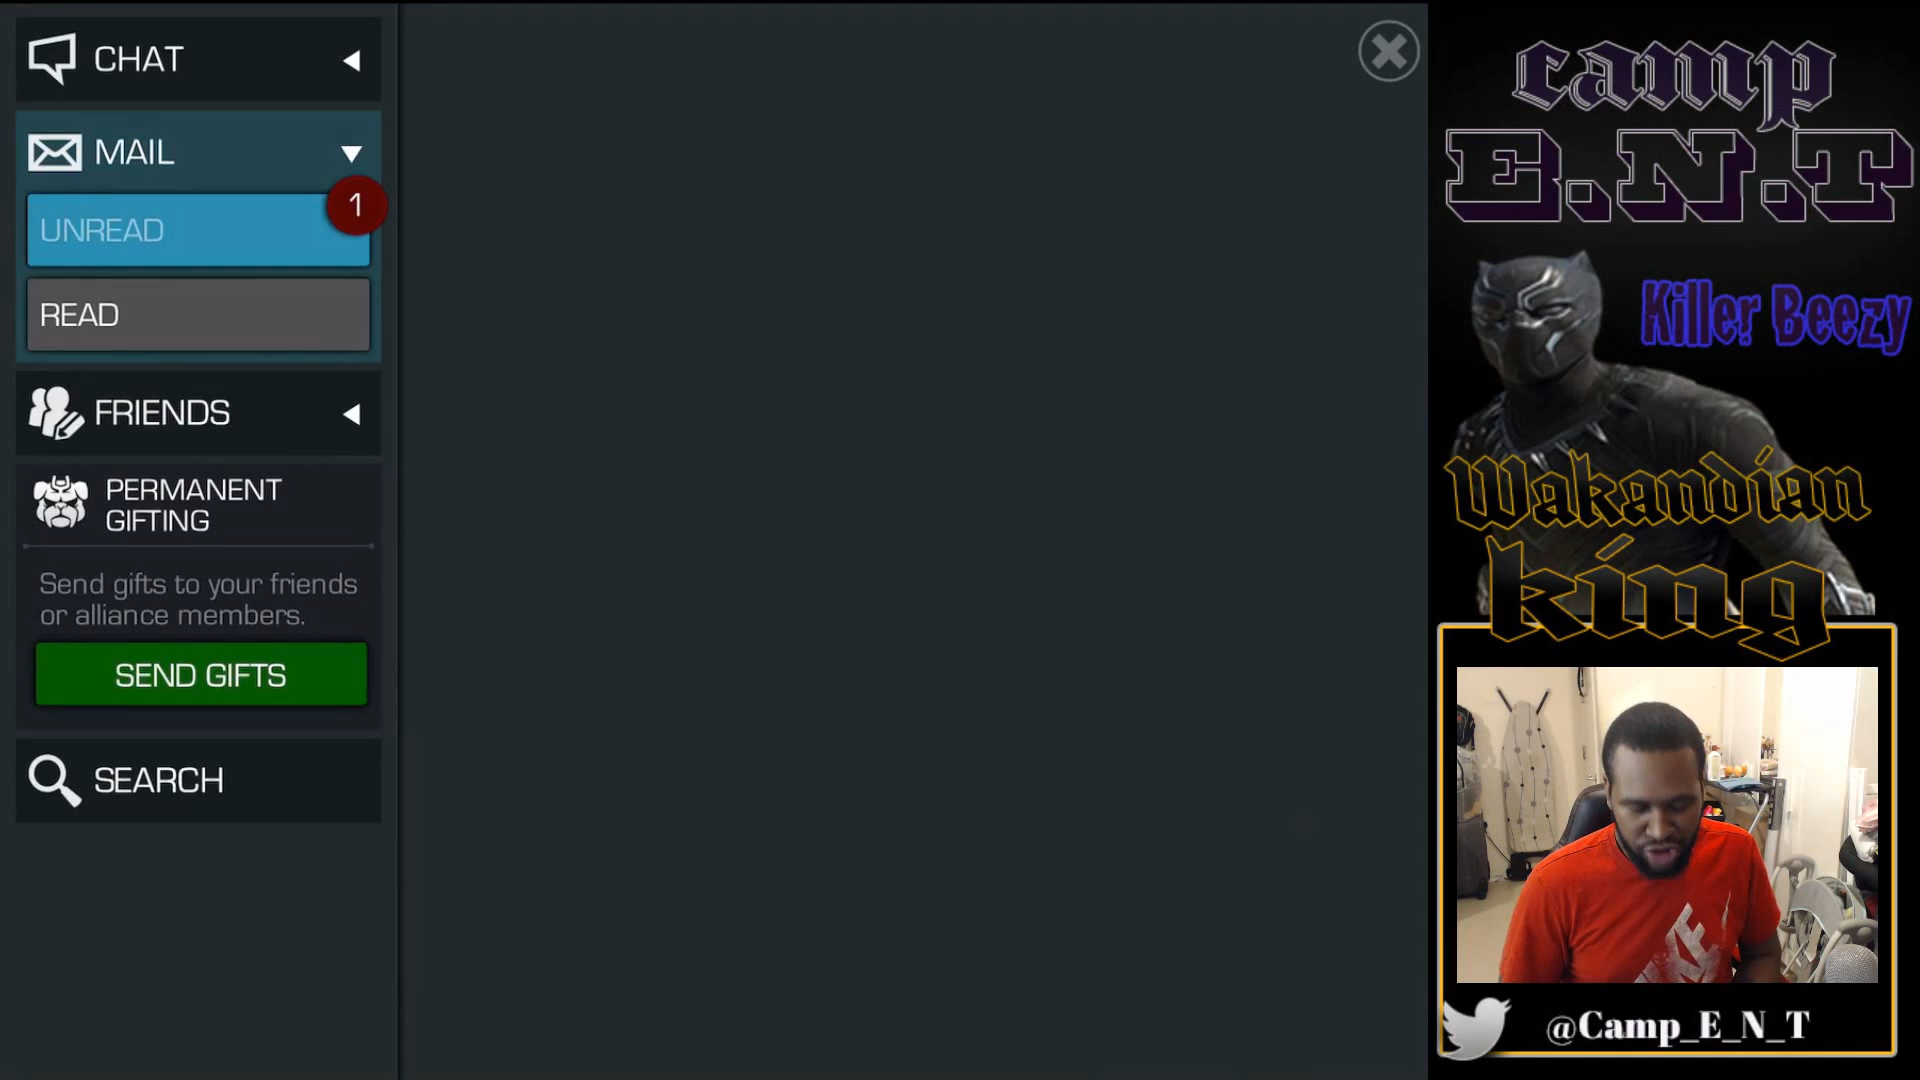 CHAT
MAIL
1
UNREAD
READ
FRIENDS
PERMANENT
GIFTING
Send gifts to your friends
or alliance members.
SEND GIFTS
SEARCH
camp
E.N.T
Killer Beezy
Wakandian
king
@Camp_E_N_T